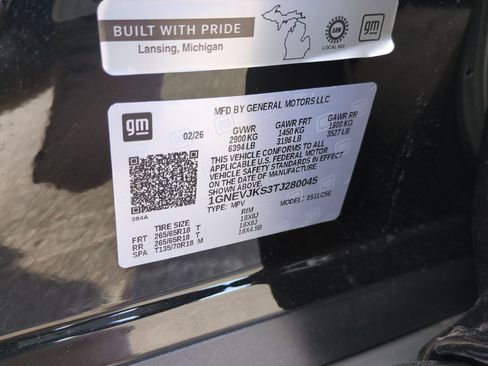 BUILT WITH PRIDE
Lansing, Michigan
UAW
LOCAL 602
gm
gm
MFD BY GENERAL MOTORS LLC
02/26 GVWR GAWR FRT GAWR RR
2900 KG 1450 KG 1600 KG
6394 LB 3196 LB 3527 LB
THIS VEHICLE CONFORMS TO ALL
APPLICABLE U.S. FEDERAL MOTOR
VEHICLE SAFETY STANDARDS IN
EFFECT ON THE DATE OF
MANUFACTURE SHOWN ABOVE.
1GNEVJKS3TJ280045
TYPE: MPV MODEL:
384A
TIRE SIZE RIM
FRT 265/65R18 T 18X8J
RR 265/65R18 T 18X8J
SPA T135/70R18 M 18X4.5B